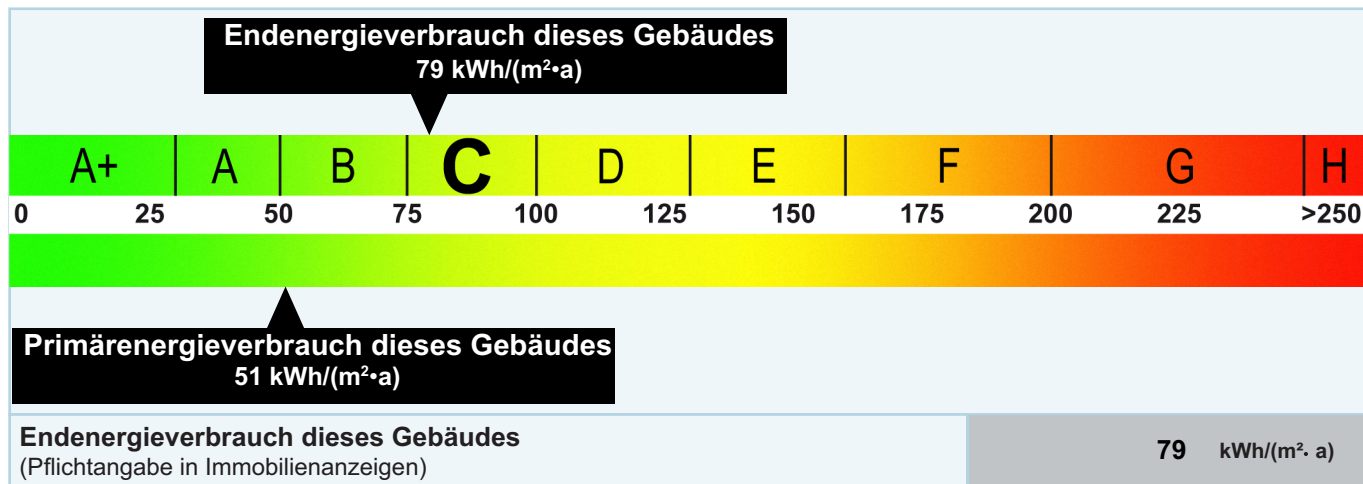 Endenergieverbrauch dieses Gebäudes
79 kWh/(m²•a)
A+ A B C D E F G H
0 25 50 75 100 125 150 175 200 225 >250
Primärenergieverbrauch dieses Gebäudes
51 kWh/(m²•a)
Endenergieverbrauch dieses Gebäudes
(Pflichtangabe in Immobilienanzeigen)
79 kWh/(m²· a)